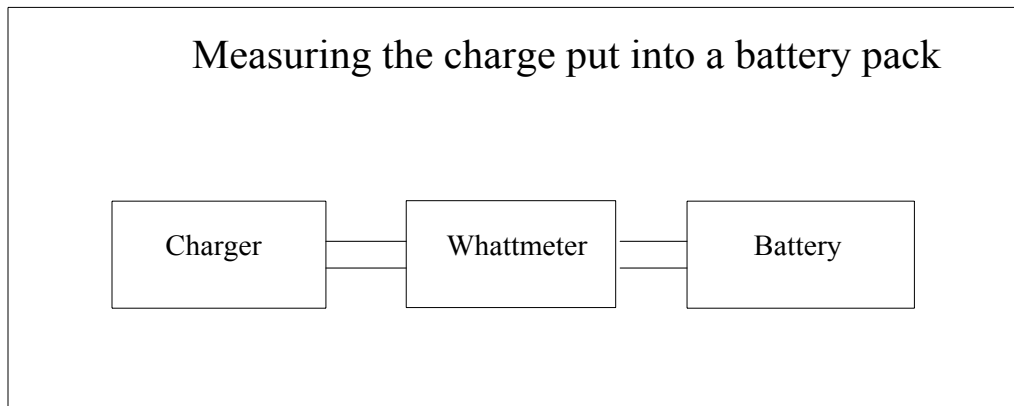 Measuring the charge put into a battery pack
Charger
Whattmeter
Battery